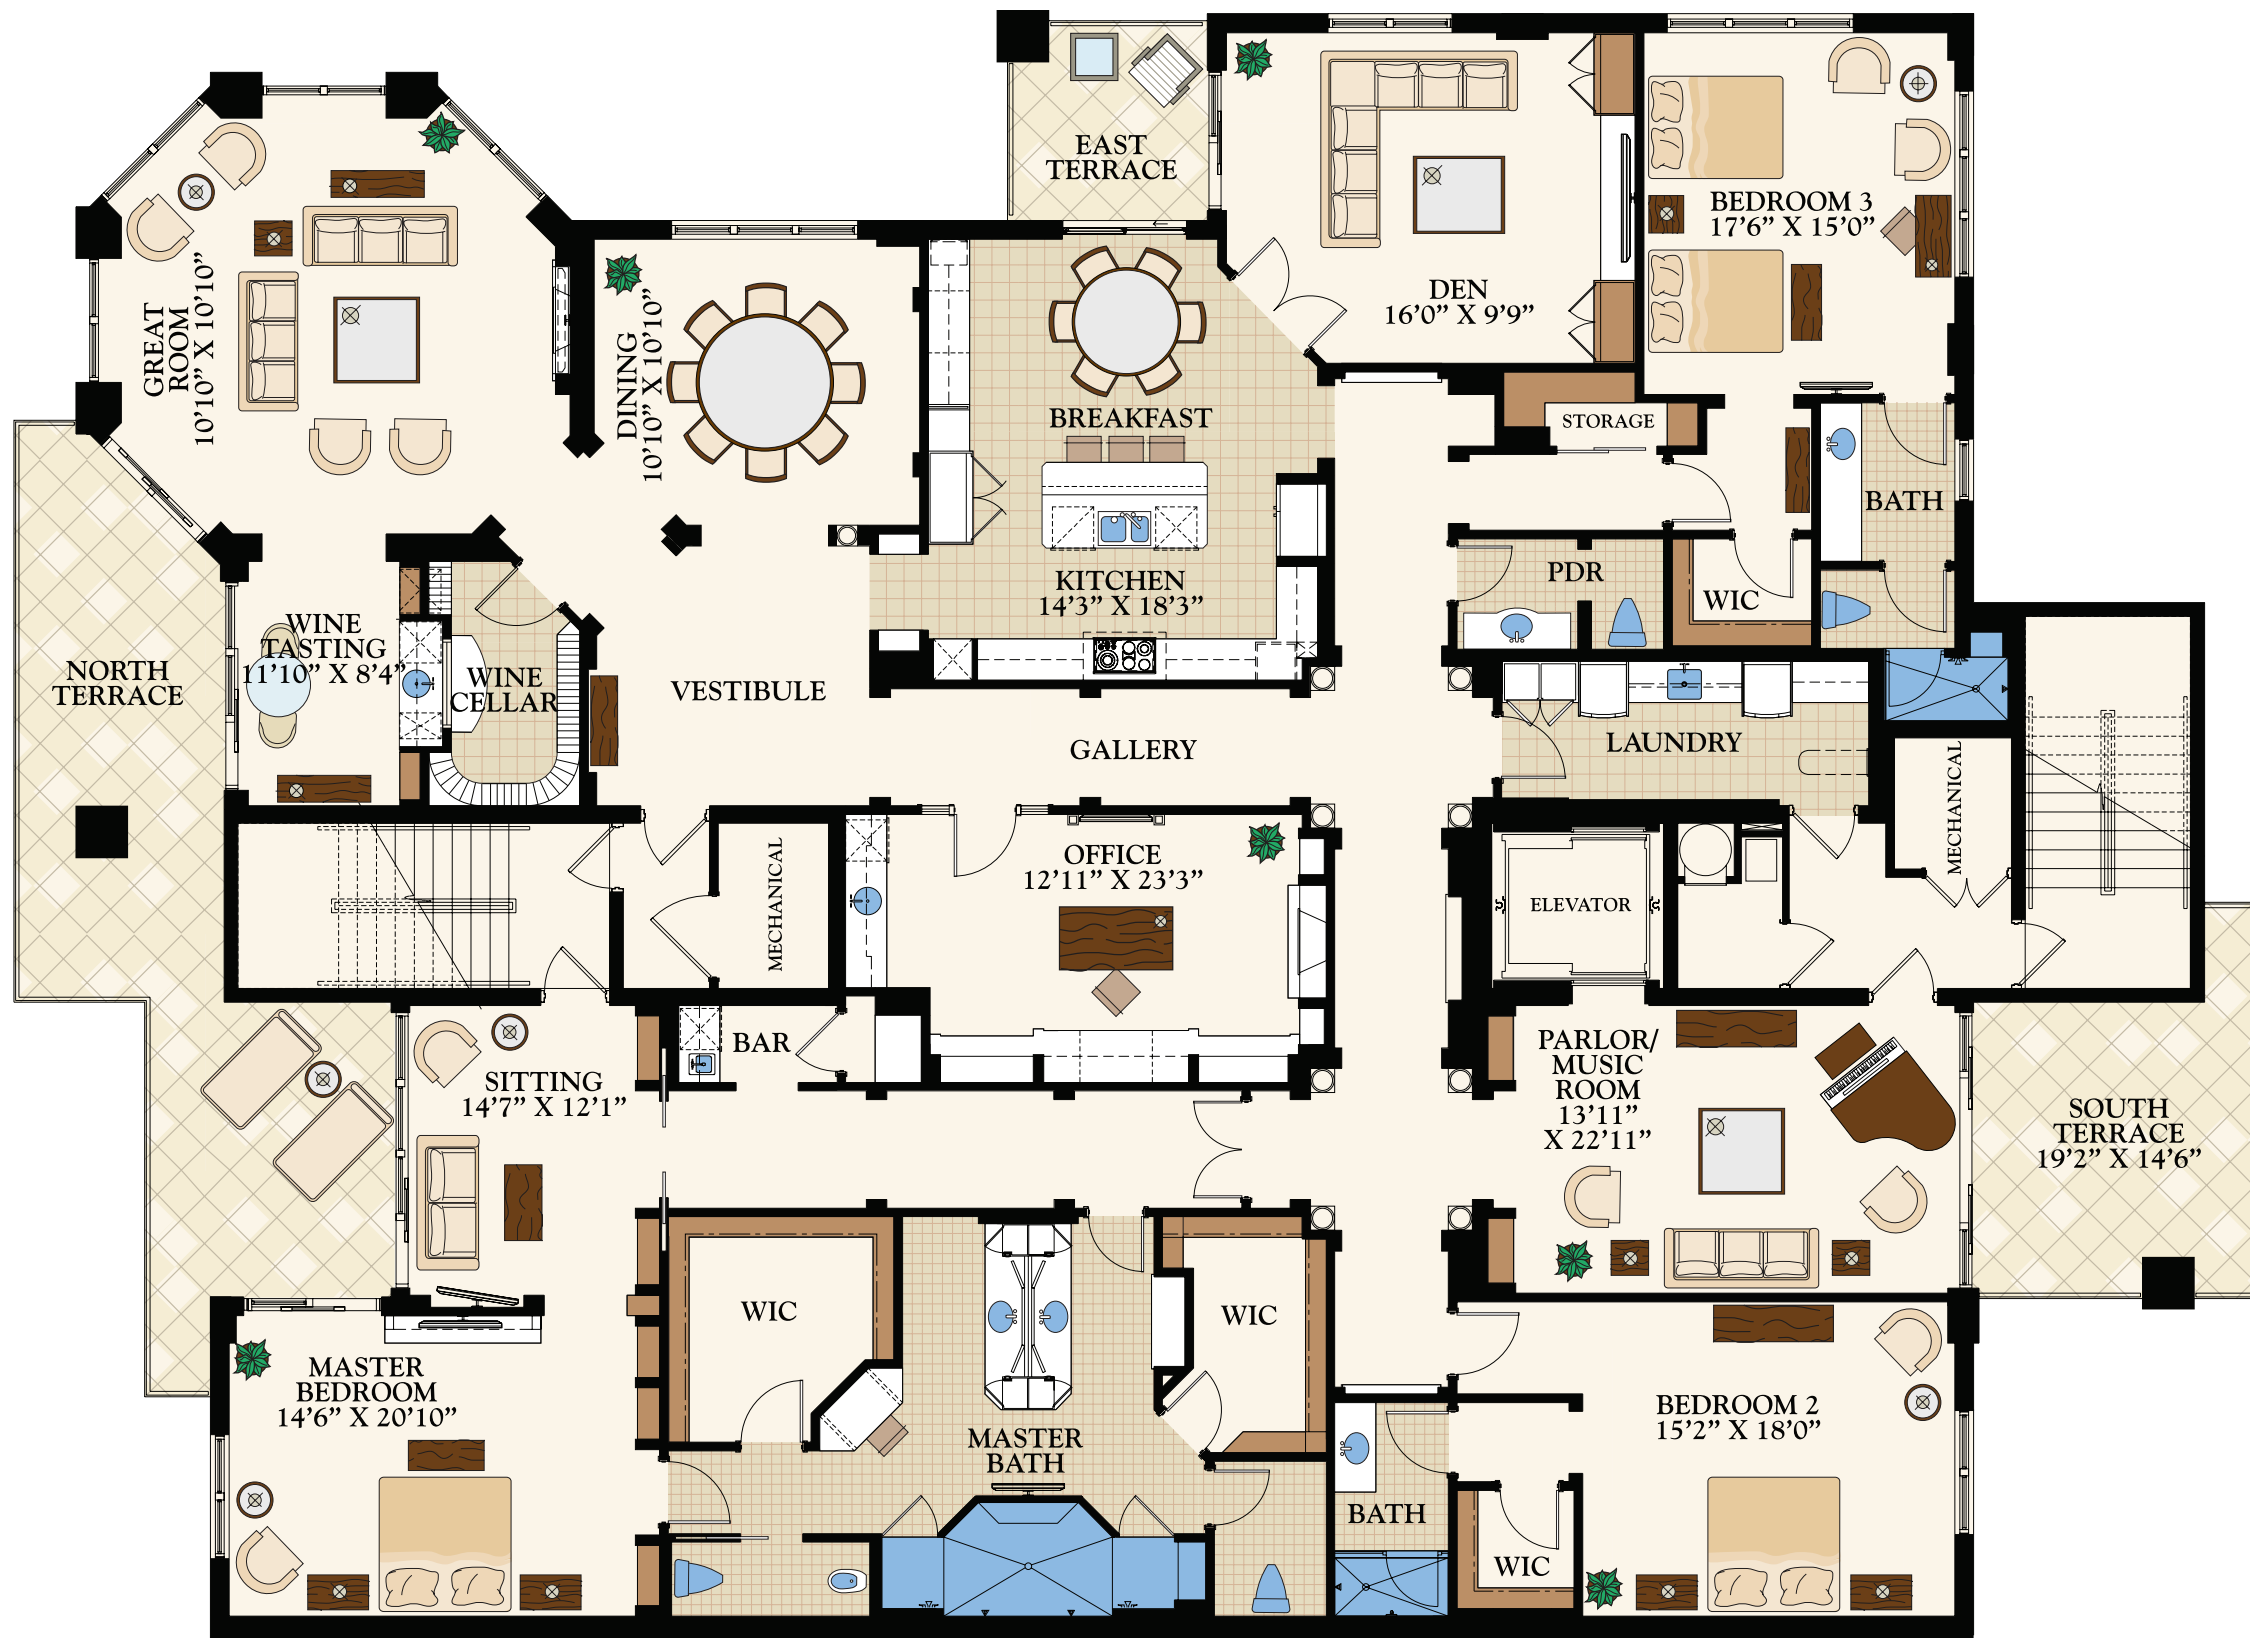 EAST
TERRACE
BEDROOM 3
17'6" X 15'0"
DEN
16'0" X 9'9"
GREAT
ROOM
10'10" X 10'10"
DINING
10'10" X 10'10"
BREAKFAST
STORAGE
BATH
KITCHEN
14'3" X 18'3"
PDR
WIC
WINE
TASTING
11'10" X 8'4"
WINE
CELLAR
NORTH
TERRACE
VESTIBULE
GALLERY
LAUNDRY
MECHANICAL
MECHANICAL
OFFICE
12'11" X 23'3"
ELEVATOR
BAR
SITTING
14'7" X 12'1"
PARLOR/
MUSIC
ROOM
13'11"
X 22'11"
SOUTH
TERRACE
19'2" X 14'6"
WIC
WIC
MASTER
BEDROOM
14'6" X 20'10"
MASTER
BATH
BEDROOM 2
15'2" X 18'0"
BATH
WIC